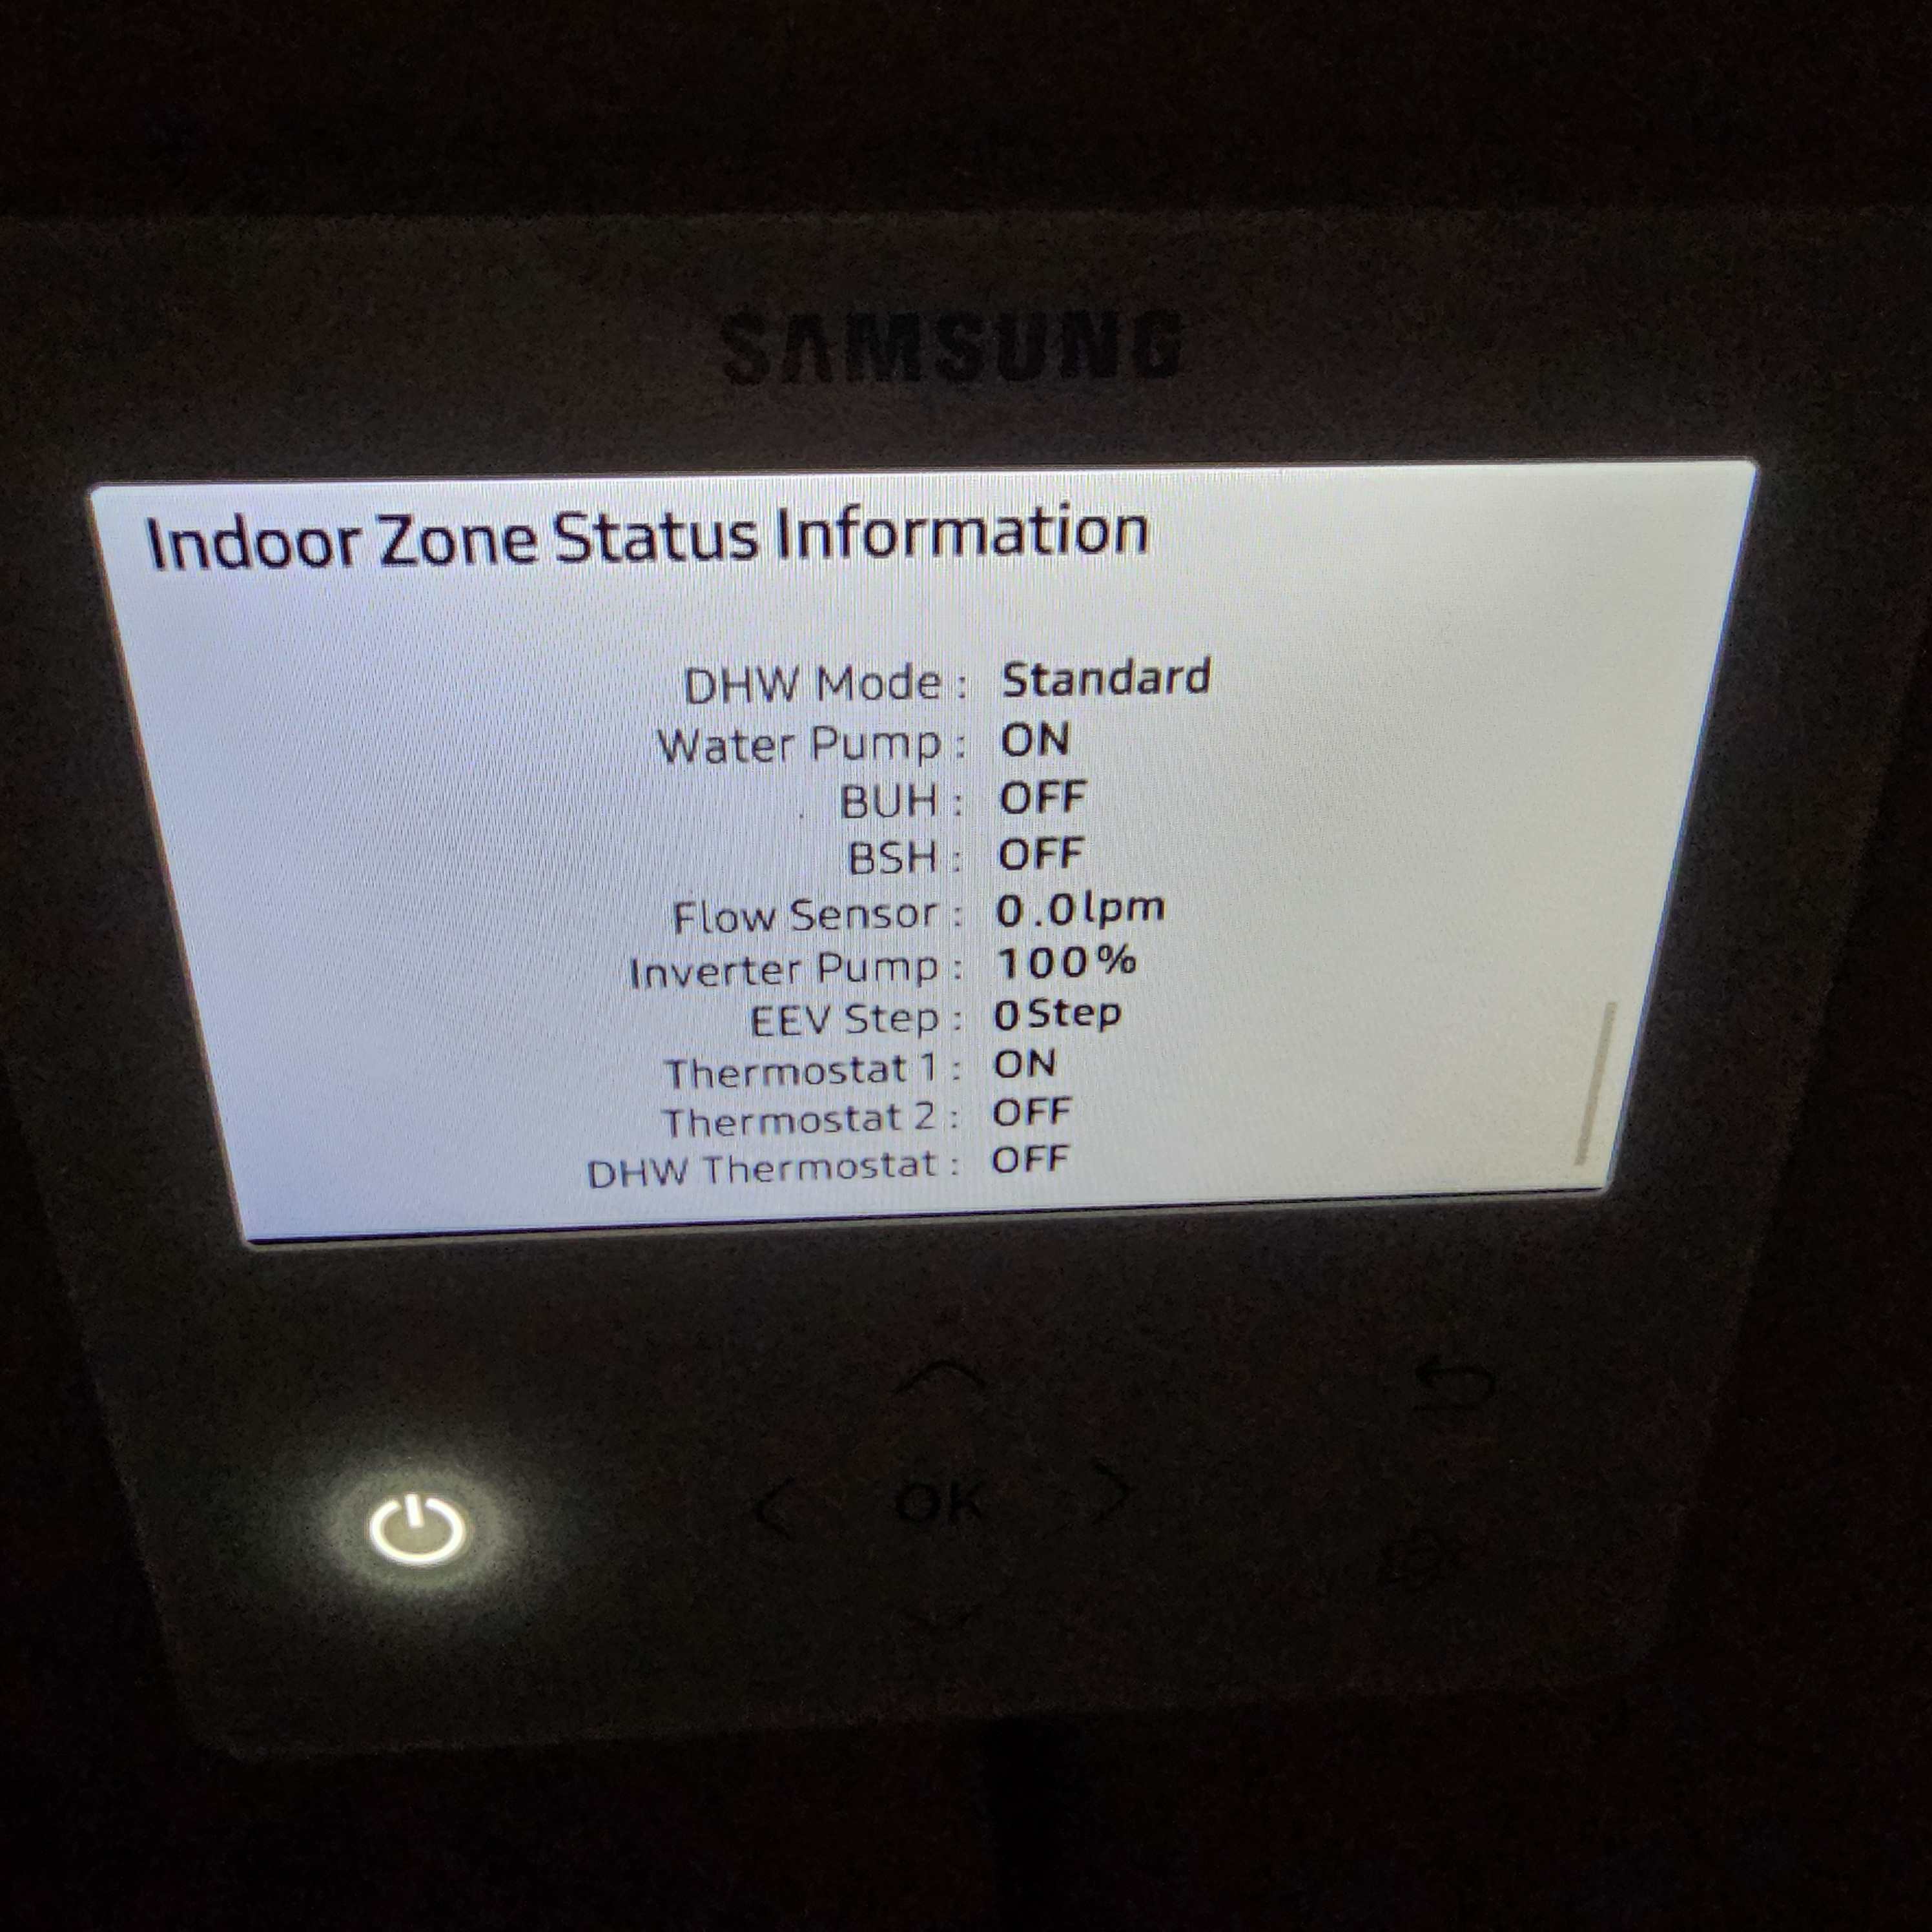 SAMSUNG
Indoor Zone Status Information
DHW Mode : Standard
Water Pump : ON
BUH : OFF
BSH : OFF
Flow Sensor : 0.0lpm
Inverter Pump : 100%
EEV Step : 0Step
Thermostat 1 : ON
Thermostat 2 : OFF
DHW Thermostat : OFF
OK